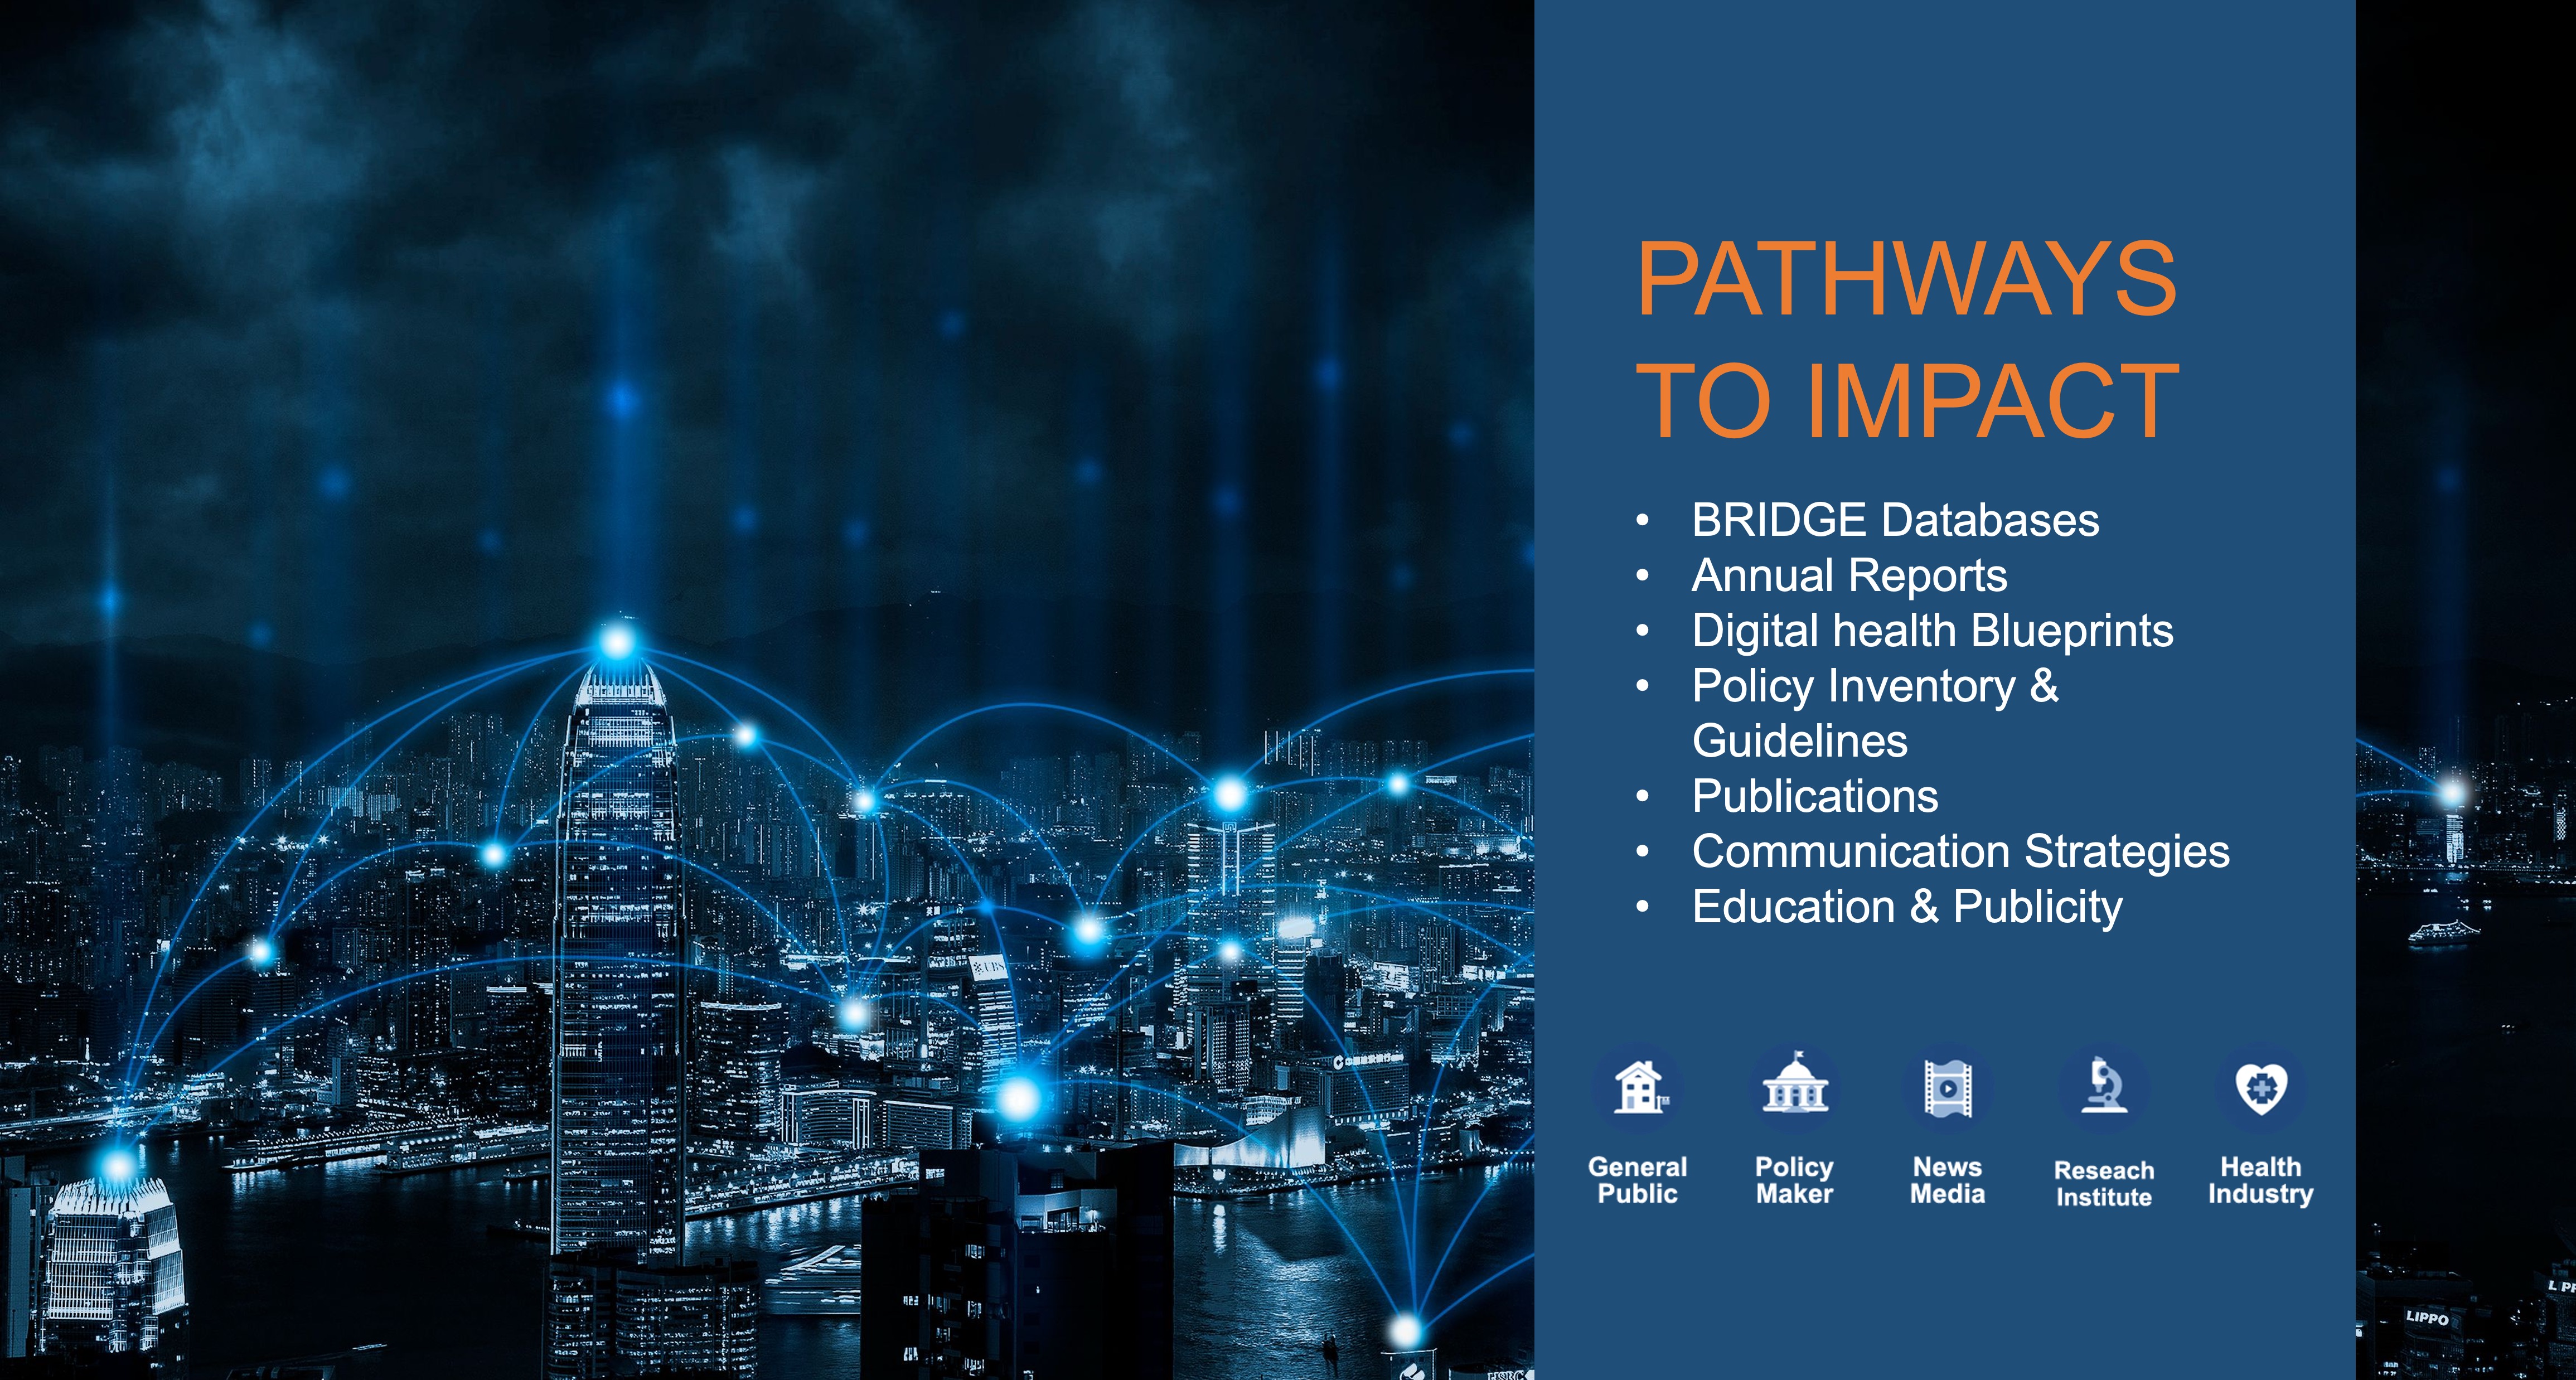 PATHWAYS
TO IMPACT
• BRIDGE Databases
• Annual Reports
• Digital health Blueprints
• Policy Inventory &
Guidelines
• Publications
• Communication Strategies
• Education & Publicity
General
Public
Policy
Maker
News
Media
Reseach
Institute
Health
Industry
UBS
LIPPO